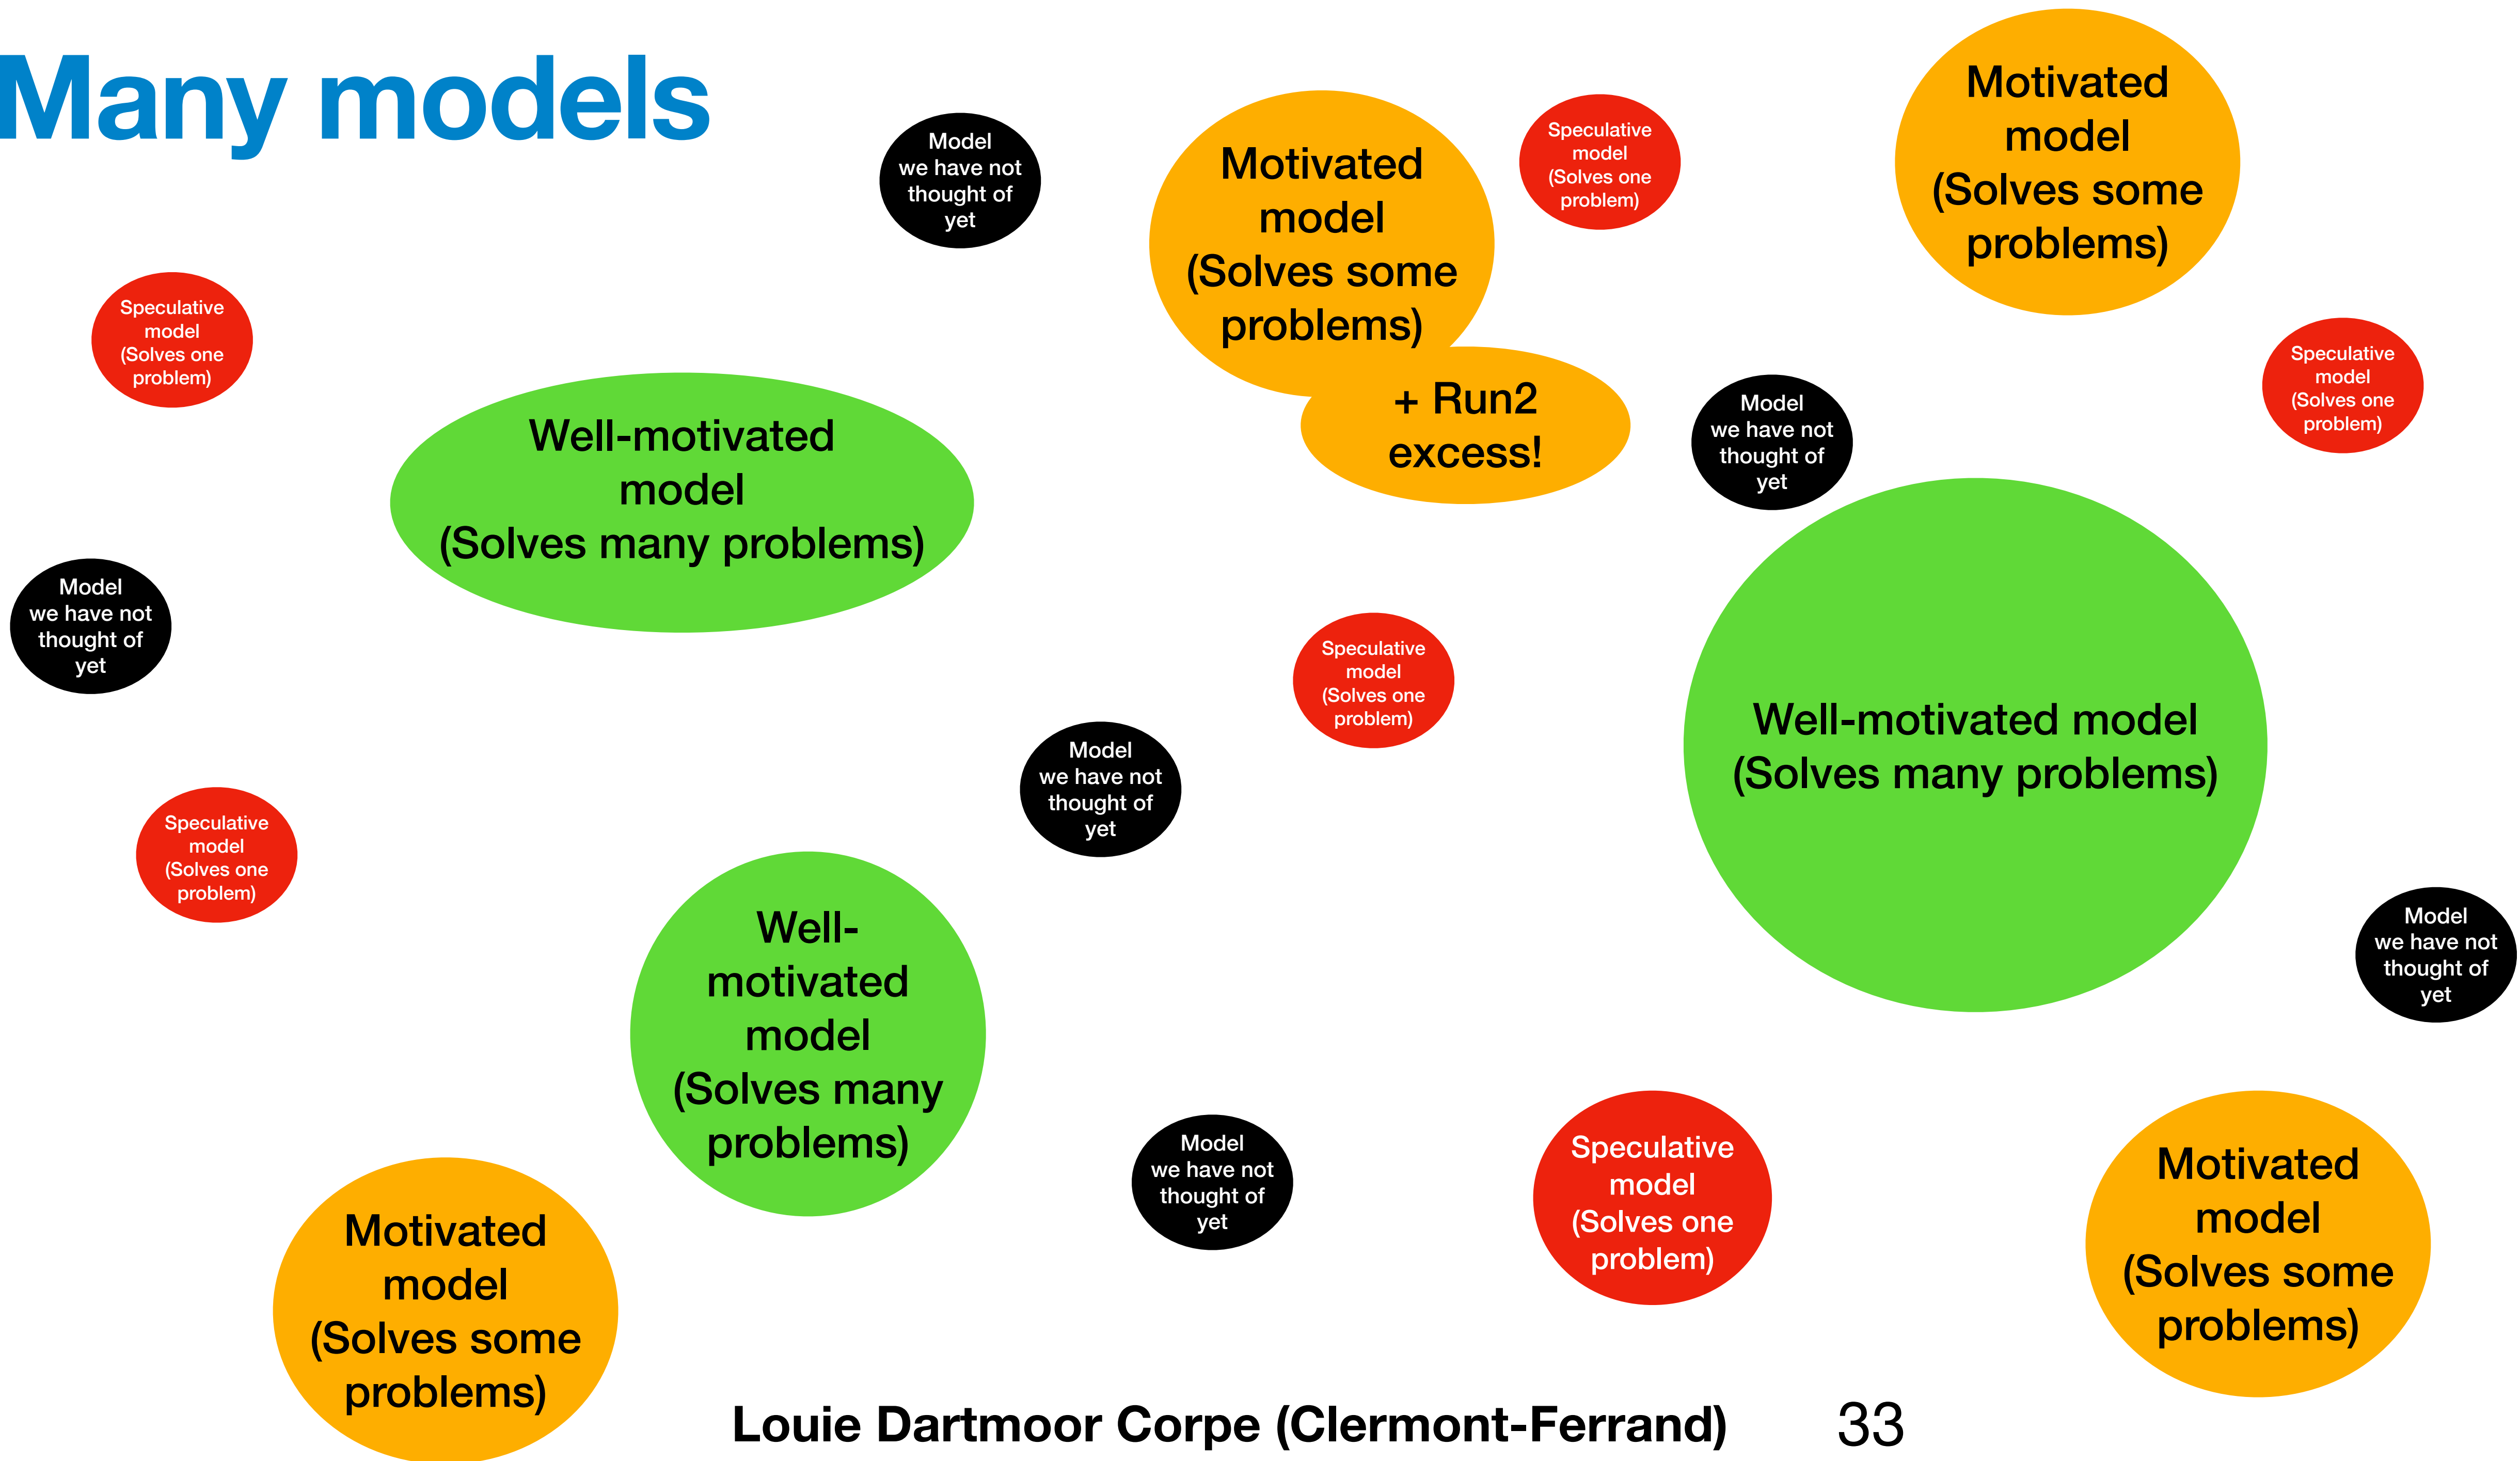 Many models
Model
we have not
thought of
yet
Motivated
model
(Solves some
problems)
+ Run2
excess!
Speculative
model
(Solves one
problem)
Motivated
model
(Solves some
problems)
Speculative
model
(Solves one
problem)
Well-motivated
model
(Solves many problems)
Model
we have not
thought of
yet
Speculative
model
(Solves one
problem)
Model
we have not
thought of
yet
Speculative
model
(Solves one
problem)
Well-motivated model
(Solves many problems)
Model
we have not
thought of
yet
Speculative
model
(Solves one
problem)
Well-
motivated
model
(Solves many
problems)
Model
we have not
thought of
yet
Model
we have not
thought of
yet
Speculative
model
(Solves one
problem)
Motivated
model
(Solves some
problems)
Motivated
model
(Solves some
problems)
Louie Dartmoor Corpe (Clermont-Ferrand) 33